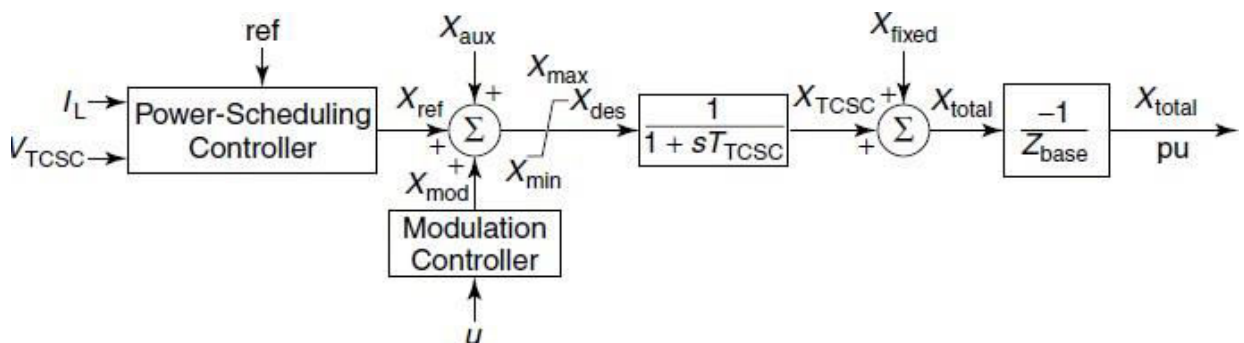 ref
X_aux
X_fixed
I_L
V_TCSC
Power-Scheduling
Controller
X_ref
+
+
+
Σ
X_max
X_min
X_des
1
1 + sT_TCSC
X_TCSC
+
+
Σ
X_total
-1
Z_base
X_total
pu
X_mod
Modulation
Controller
u